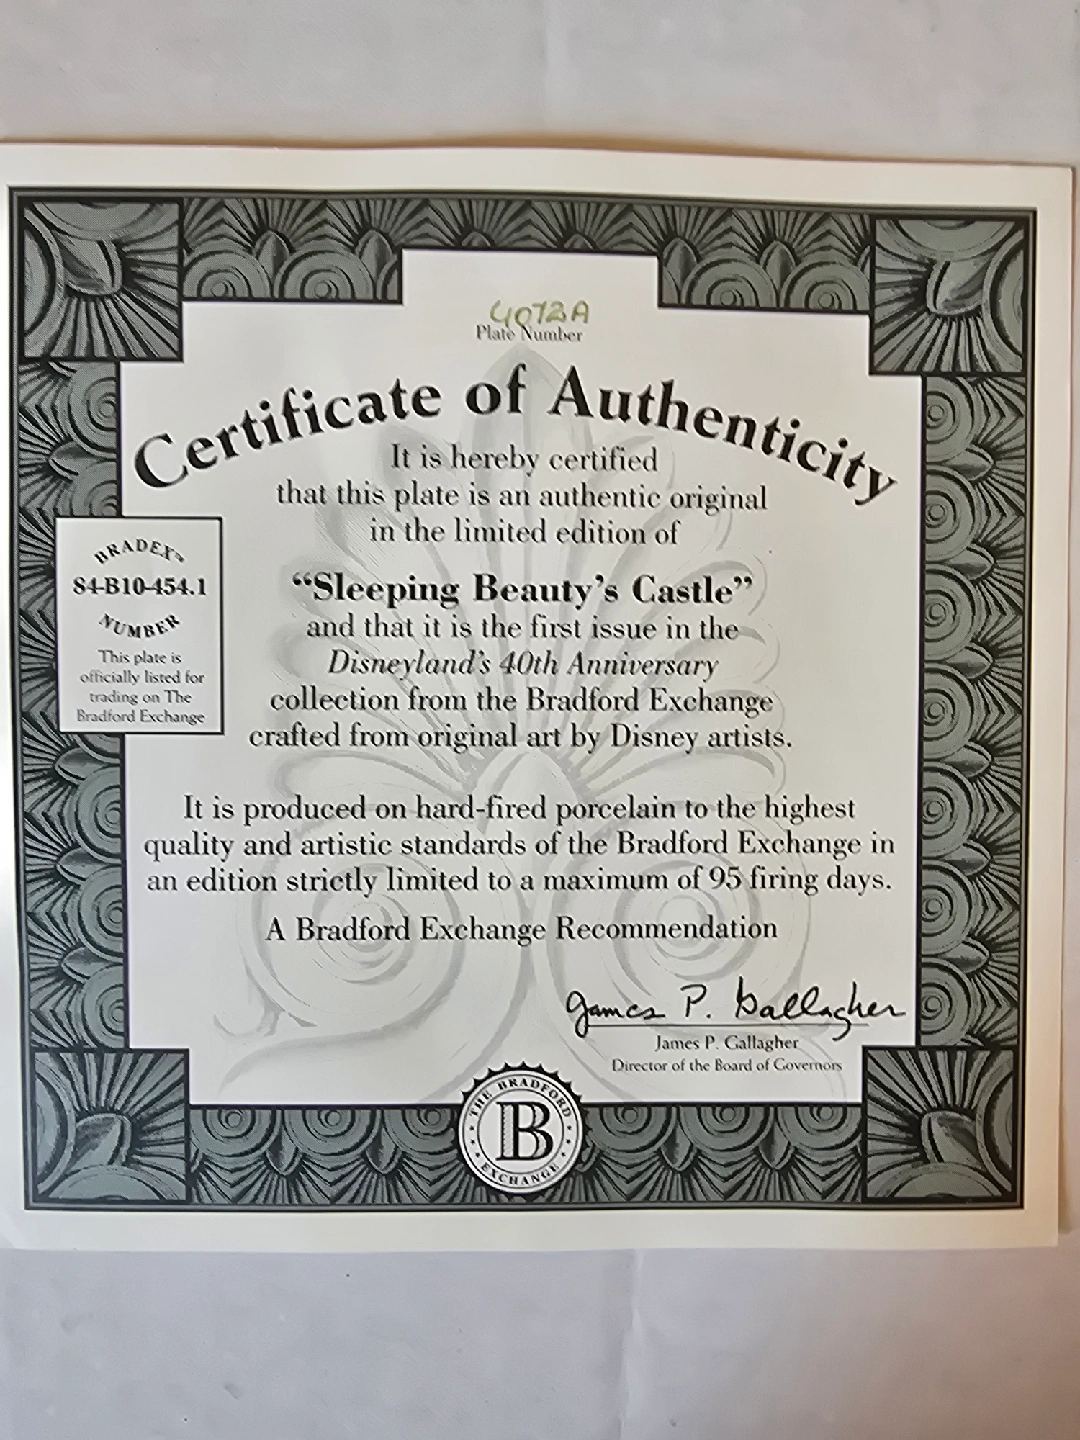 4072A
Plate Number
Certificate of Authenticity
It is hereby certified
that this plate is an authentic original
in the limited edition of
“Sleeping Beauty’s Castle”
and that it is the first issue in the
Disneyland’s 40th Anniversary
collection from the Bradford Exchange
crafted from original art by Disney artists.
BRADEX™
84-B10-454.1
NUMBER
This plate is
officially listed for
trading on The
Bradford Exchange
It is produced on hard-fired porcelain to the highest
quality and artistic standards of the Bradford Exchange in
an edition strictly limited to a maximum of 95 firing days.
A Bradford Exchange Recommendation
James P. Gallagher
James P. Gallagher
Director of the Board of Governors
THE BRADFORD
B
EXCHANGE